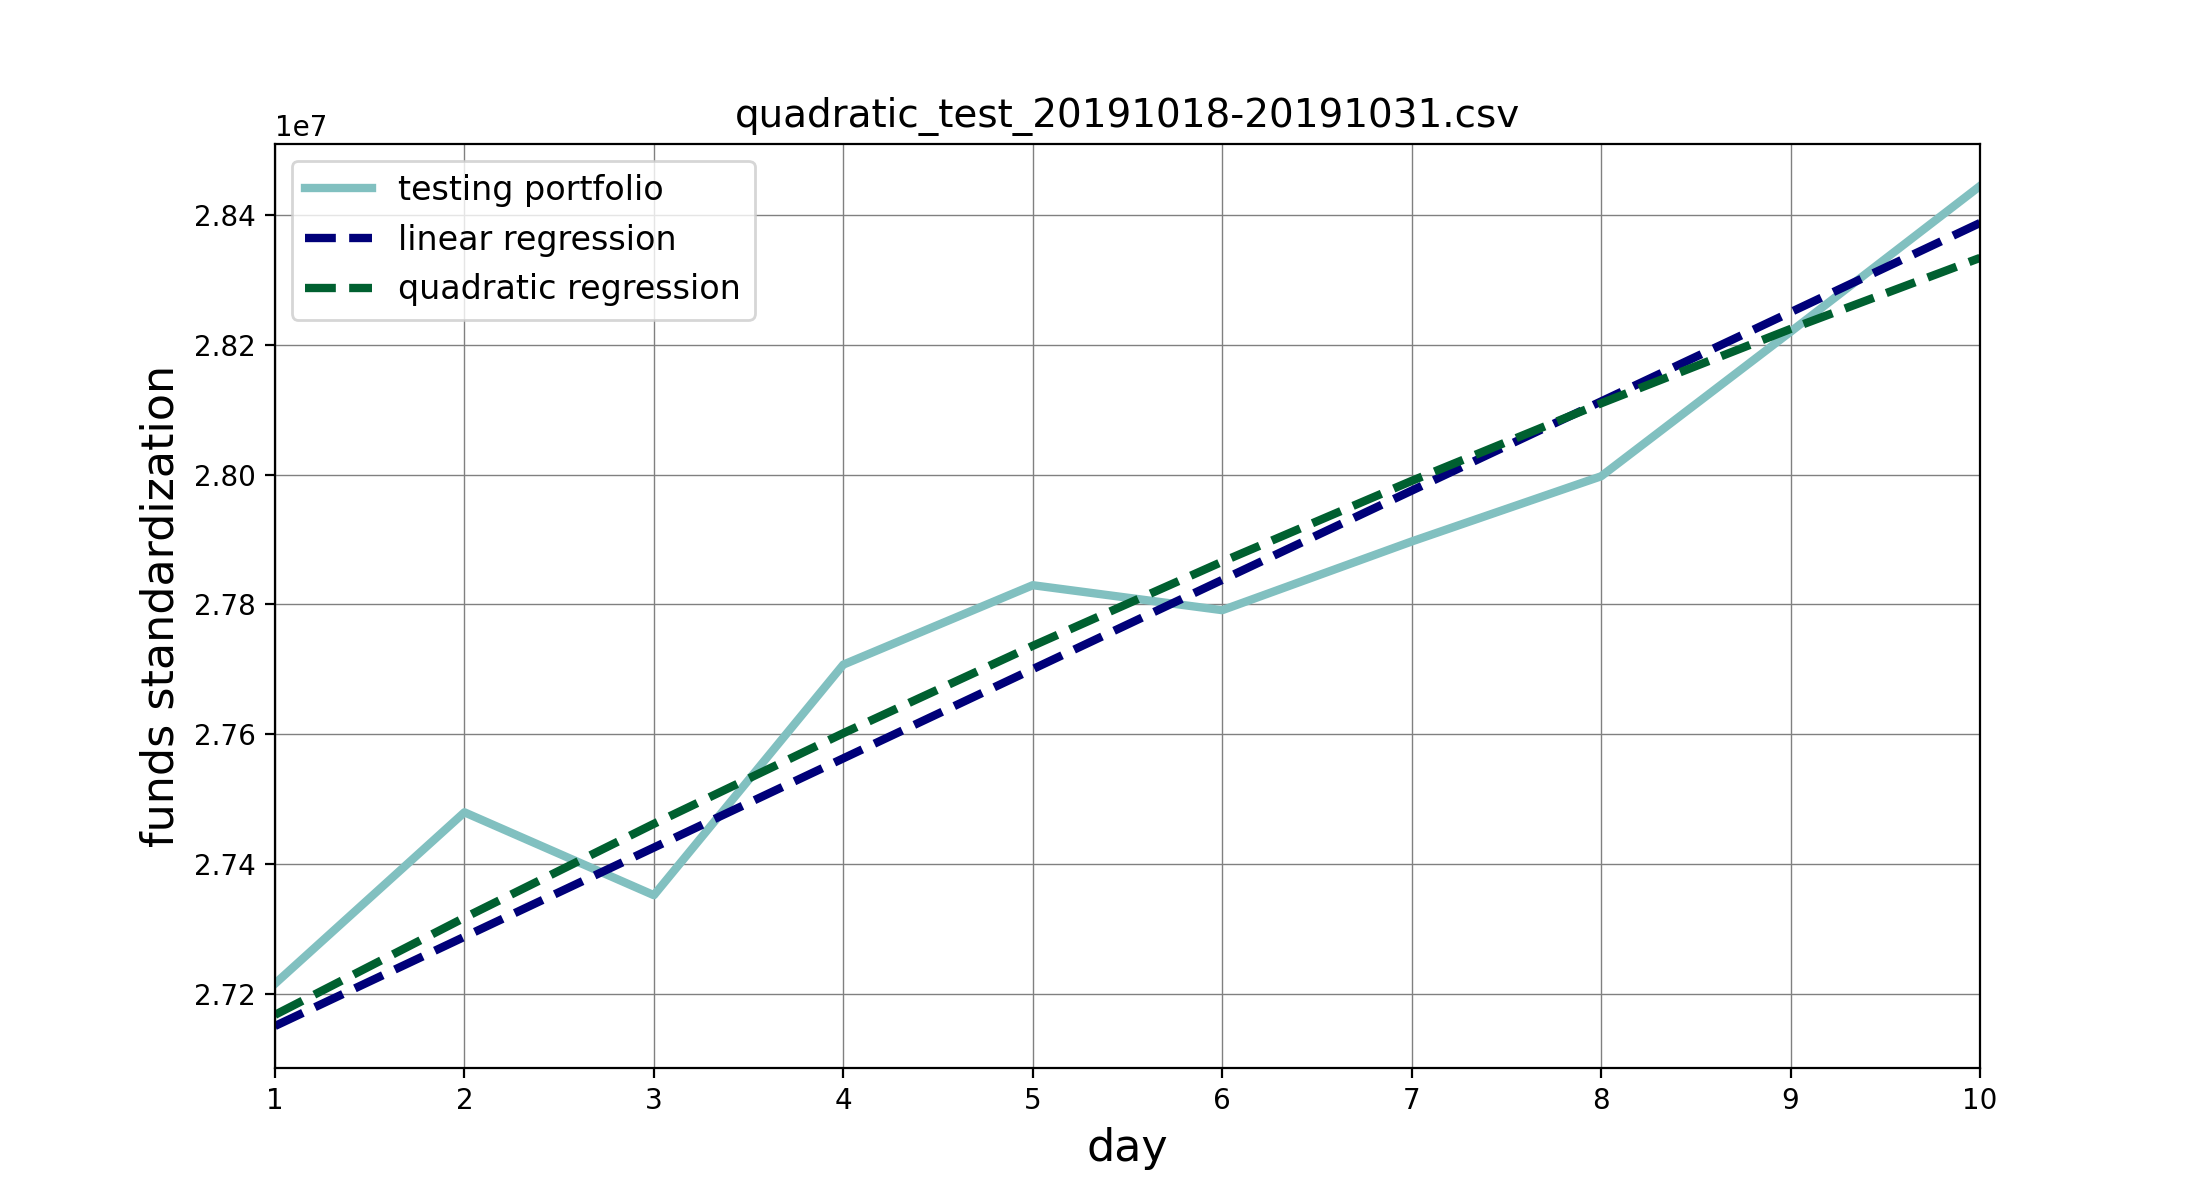 quadratic_test_20191018-20191031.csv
1e7
testing portfolio
linear regression
quadratic regression
2.84
2.82
2.80
2.78
2.76
2.74
2.72
funds standardization
1 2 3 4 5 6 7 8 9 10
day